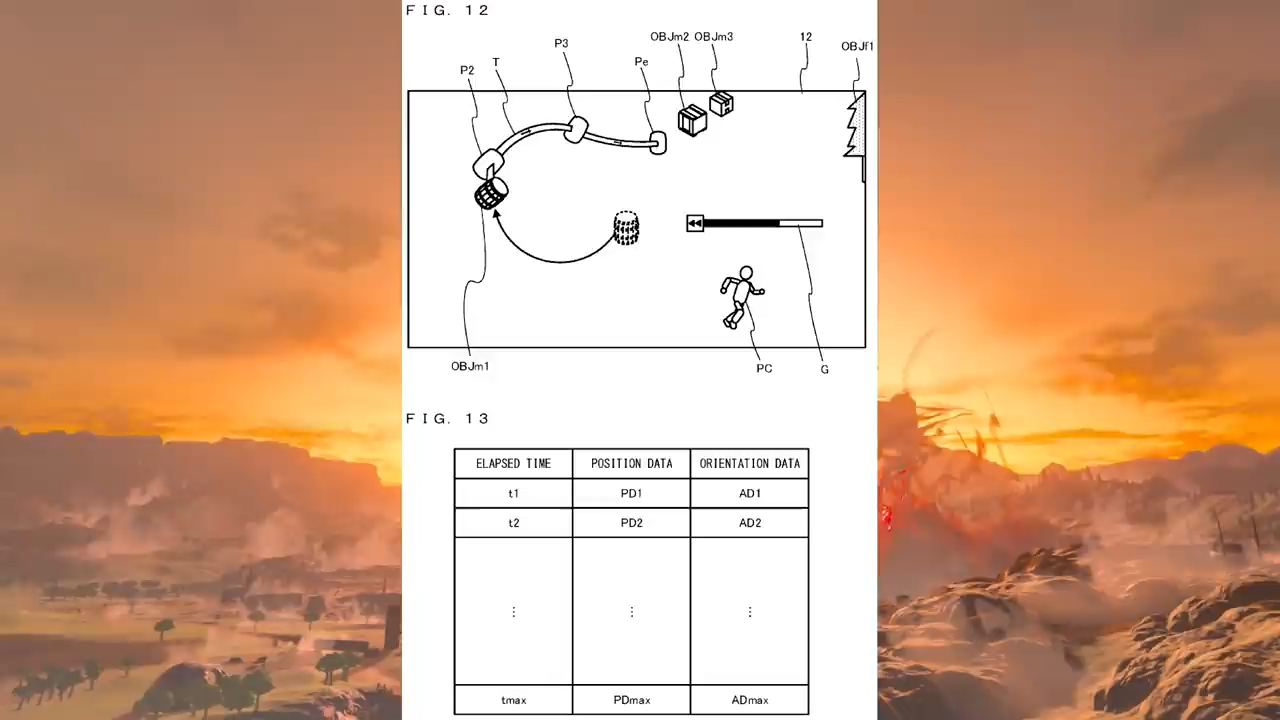 FIG. 12
OBJm2 OBJm3 12
P3 OBJf1
P2 T Pe
OBJm1 PC G
FIG. 13
ELAPSED TIME POSITION DATA ORIENTATION DATA
t1 PD1 AD1
t2 PD2 AD2
⋮ ⋮ ⋮
tmax PDmax ADmax